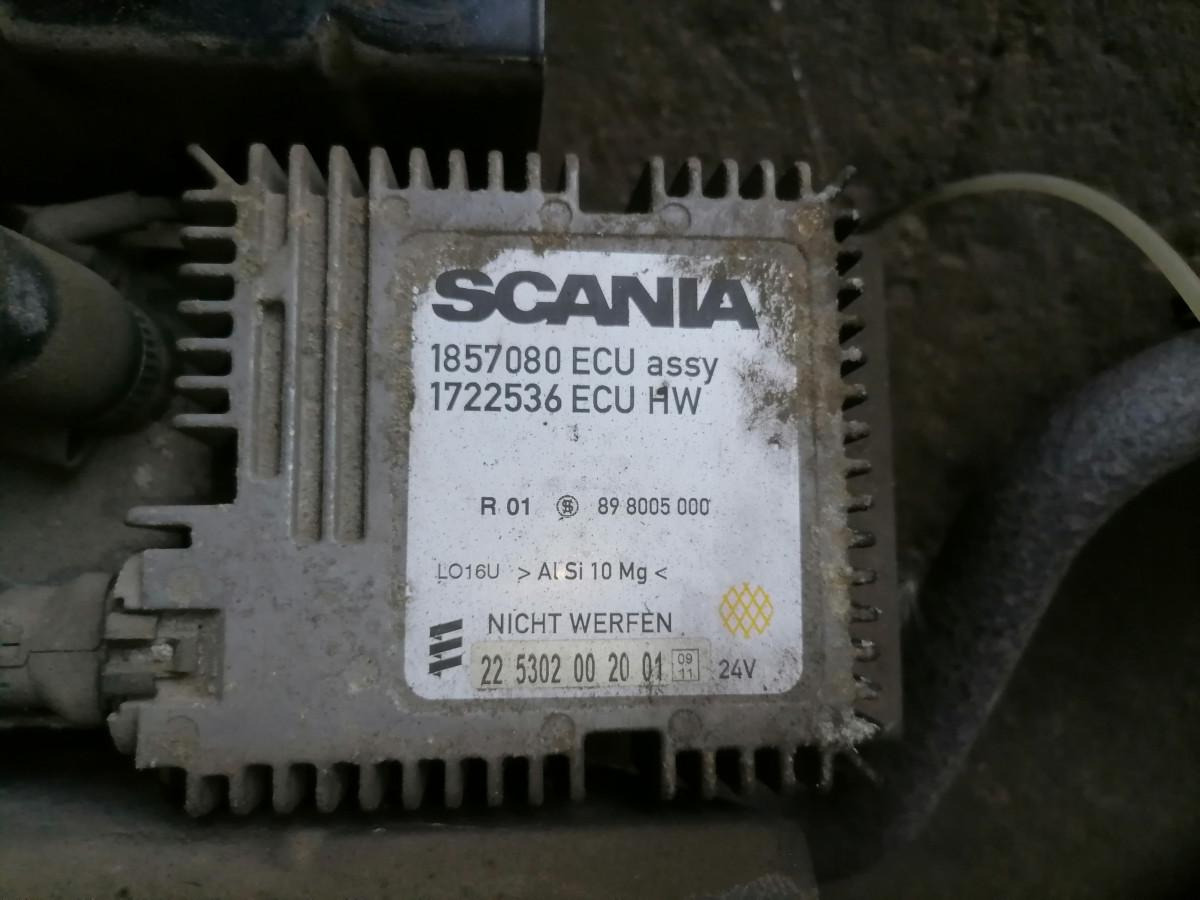 SCANIA
1857080 ECU assy
1722536 ECU HW
R 01 89 8005 000
LO16U > Al Si 10 Mg <
NICHT WERFEN
22 5302 00 20 01 09 11 24V